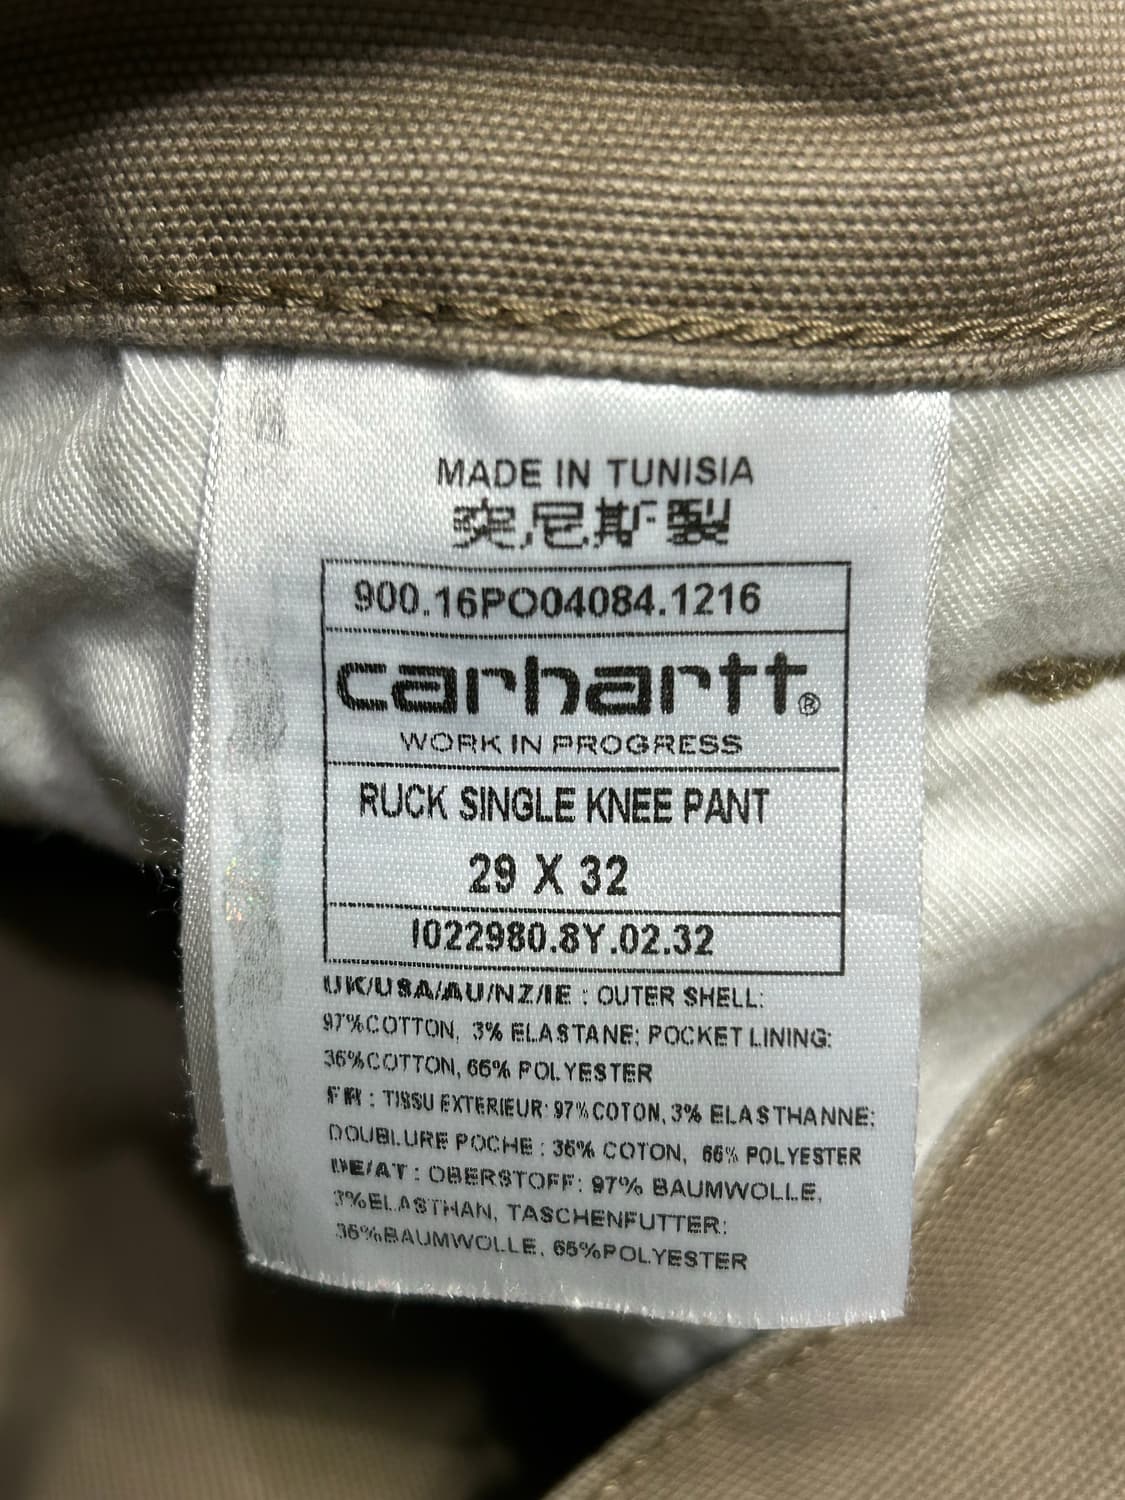 MADE IN TUNISIA
突尼斯製
900.16PO04084.1216
carhartt®
WORK IN PROGRESS
RUCK SINGLE KNEE PANT
29 X 32
I022980.8Y.02.32
UK/USA/AU/NZ/IE : OUTER SHELL:
97%COTTON, 3% ELASTANE; POCKET LINING:
35%COTTON, 65% POLYESTER
FR : TISSU EXTERIEUR: 97%COTON, 3% ELASTHANNE;
DOUBLURE POCHE : 35% COTON, 65% POLYESTER
DE/AT : OBERSTOFF: 97% BAUMWOLLE,
3%ELASTHAN, TASCHENFUTTER:
35%BAUMWOLLE, 65%POLYESTER